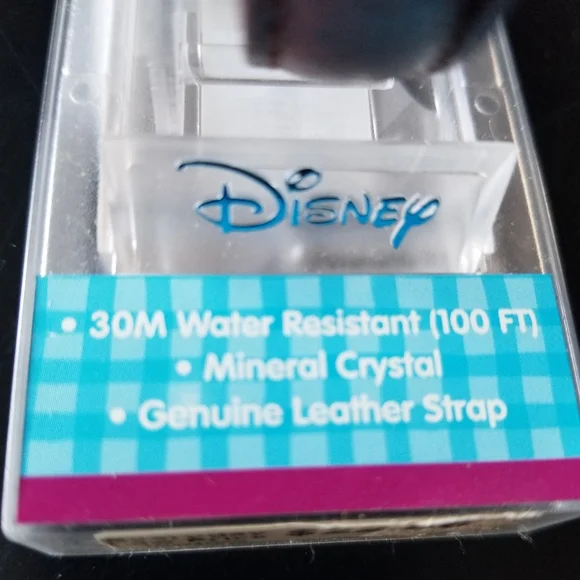 Disney
• 30M Water Resistant (100 FT)
• Mineral Crystal
• Genuine Leather Strap